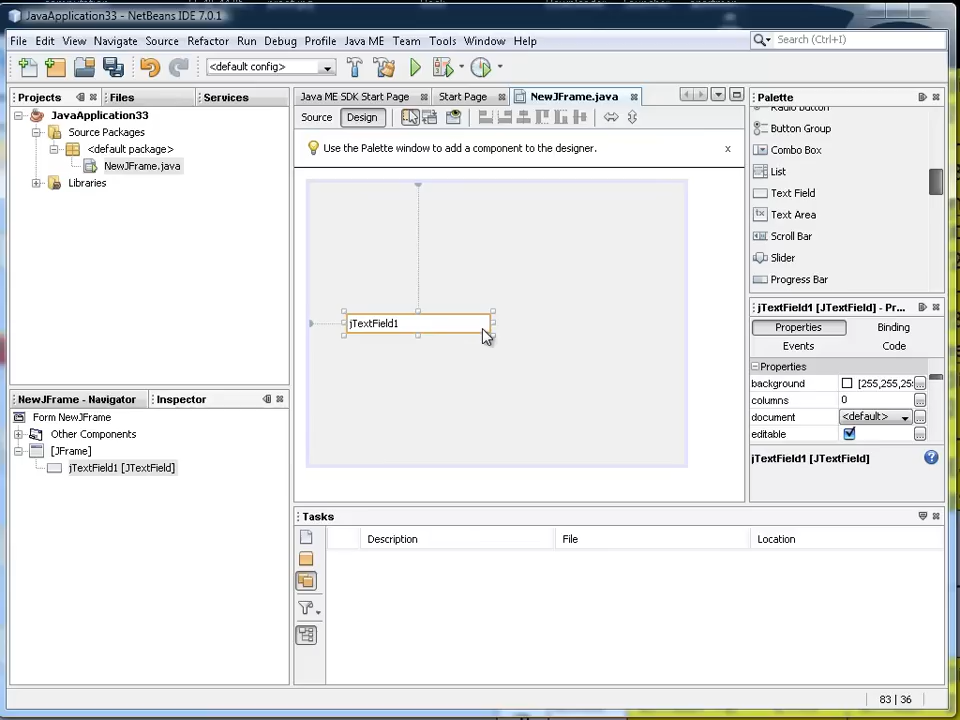 JavaApplication33 - NetBeans IDE 7.0.1
File Edit View Navigate Source Refactor Run Debug Profile Java ME Team Tools Window Help
Search (Ctrl+I)
<default config>
Projects Files Services
Java ME SDK Start Page Start Page NewJFrame.java
Palette
JavaApplication33
Source Packages
<default package>
NewJFrame.java
Libraries
Source Design
Use the Palette window to add a component to the designer. x
Radio Button
Button Group
Combo Box
List
Text Field
Text Area
Scroll Bar
Slider
Progress Bar
jTextField1
jTextField1 [JTextField] - Pr...
Properties Binding
Events Code
Properties
background [255,255,25 ...
columns 0 ...
document <default> ...
editable ...
jTextField1 [JTextField]
NewJFrame - Navigator Inspector
Form NewJFrame
Other Components
[JFrame]
jTextField1 [JTextField]
Tasks
Description File Location
83 | 36